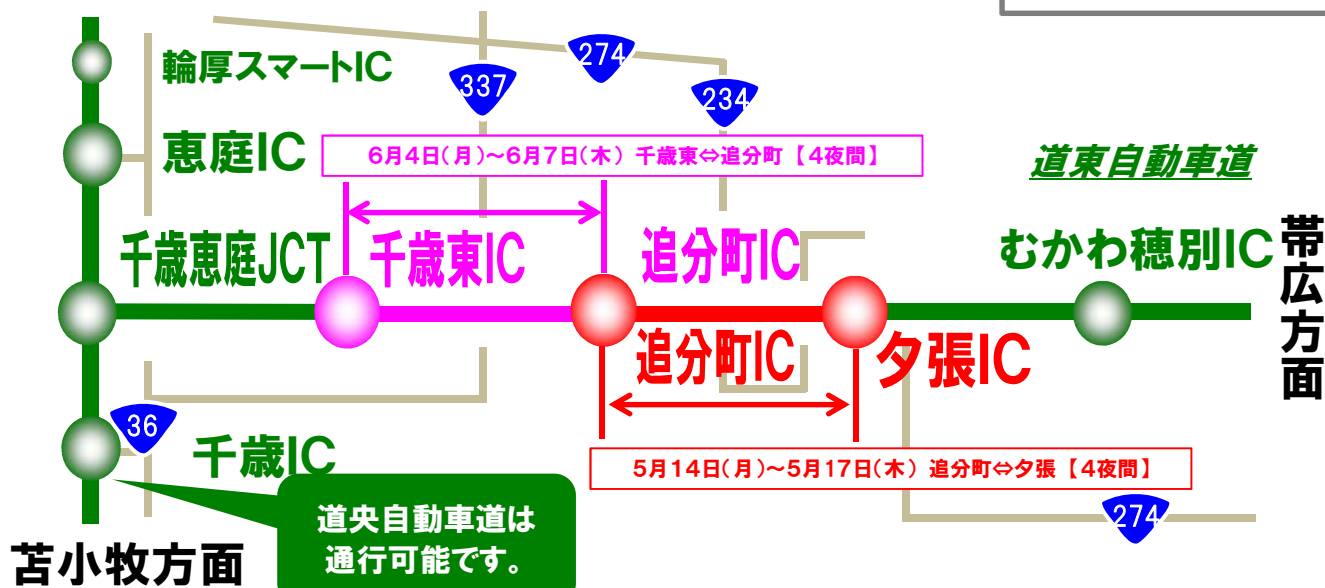 輪厚スマートIC
274
337
234
恵庭IC
6月4日(月)～6月7日(木) 千歳東⇔追分町 【4夜間】
道東自動車道
千歳恵庭JCT
千歳東IC
追分町IC
むかわ穂別IC
帯広方面
追分町IC
夕張IC
36
千歳IC
5月14日(月)～5月17日(木) 追分町⇔夕張 【4夜間】
274
道央自動車道は
通行可能です。
苫小牧方面